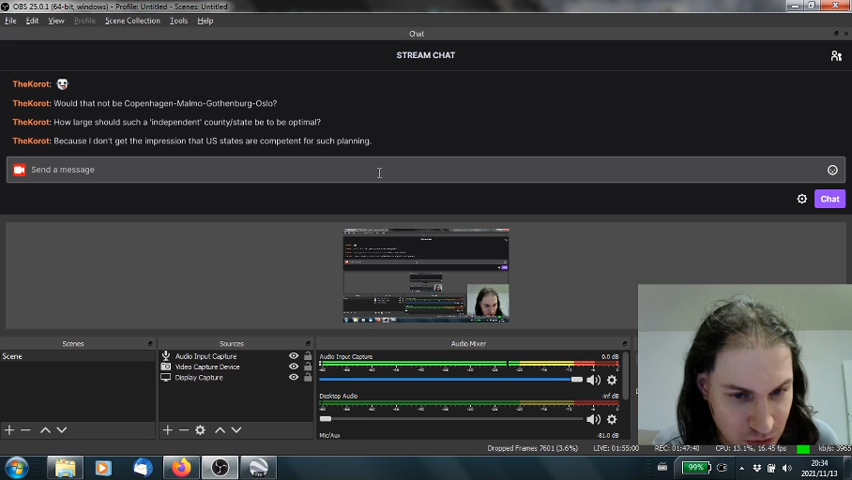 OBS 25.0.1 (64-bit, windows) - Profile: Untitled - Scenes: Untitled
File Edit View Profile Scene Collection Tools Help
Chat
STREAM CHAT
TheKorot:
TheKorot: Would that not be Copenhagen-Malmo-Gothenburg-Oslo?
TheKorot: How large should such a 'independent' county/state be to be optimal?
TheKorot: Because I don't get the impression that US states are competent for such planning.
Send a message
Chat
Scenes Sources Audio Mixer
Scene
Audio Input Capture
Video Capture Device
Display Capture
Audio Input Capture 0.0 dB
Desktop Audio -inf dB
Mic/Aux -81.0 dB
Dropped Frames 7601 (3.6%) LIVE: 01:55:00 REC: 01:47:40 CPU: 13.1%, 16.45 fps kb/s: 3965
99% 20:34
2021/11/13